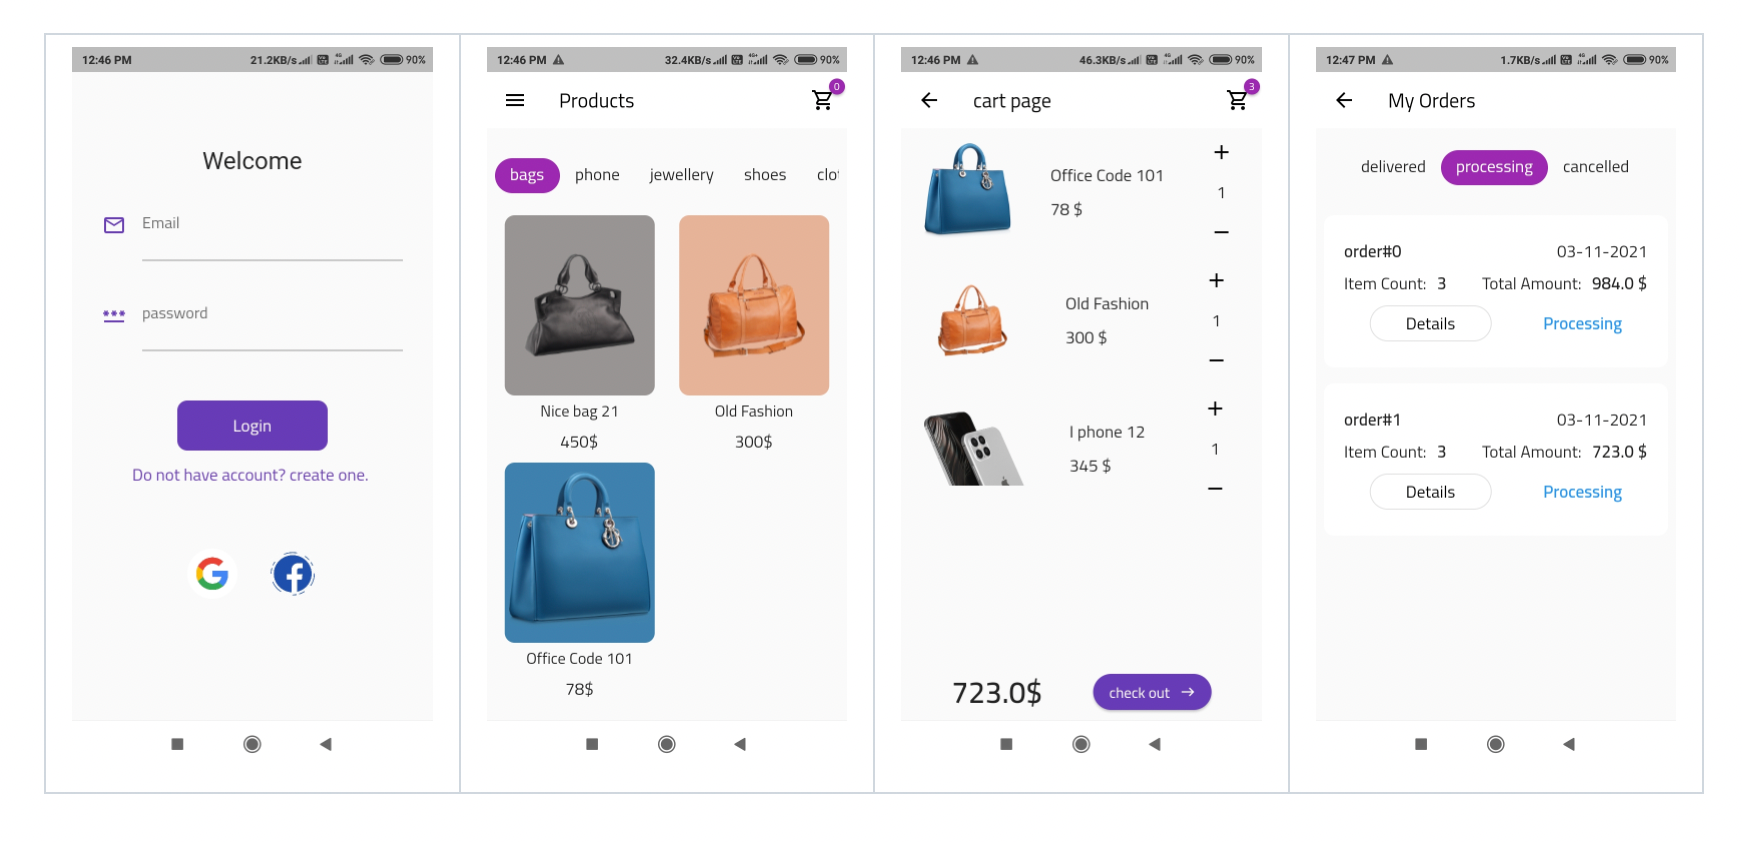 12:46 PM 21.2KB/s 4G 90%
Welcome
Email
password
Login
Do not have account? create one.
12:46 PM 32.4KB/s 4G+ 90%
Products 0
bags phone jewellery shoes clot
Nice bag 21 Old Fashion
450$ 300$
Office Code 101
78$
12:46 PM 46.3KB/s 4G 90%
cart page 3
Office Code 101
78 $
1
Old Fashion
300 $
1
I phone 12
345 $
1
723.0$ check out
12:47 PM 1.7KB/s 4G 90%
My Orders
delivered processing cancelled
order#0 03-11-2021
Item Count: 3 Total Amount: 984.0 $
Details Processing
order#1 03-11-2021
Item Count: 3 Total Amount: 723.0 $
Details Processing